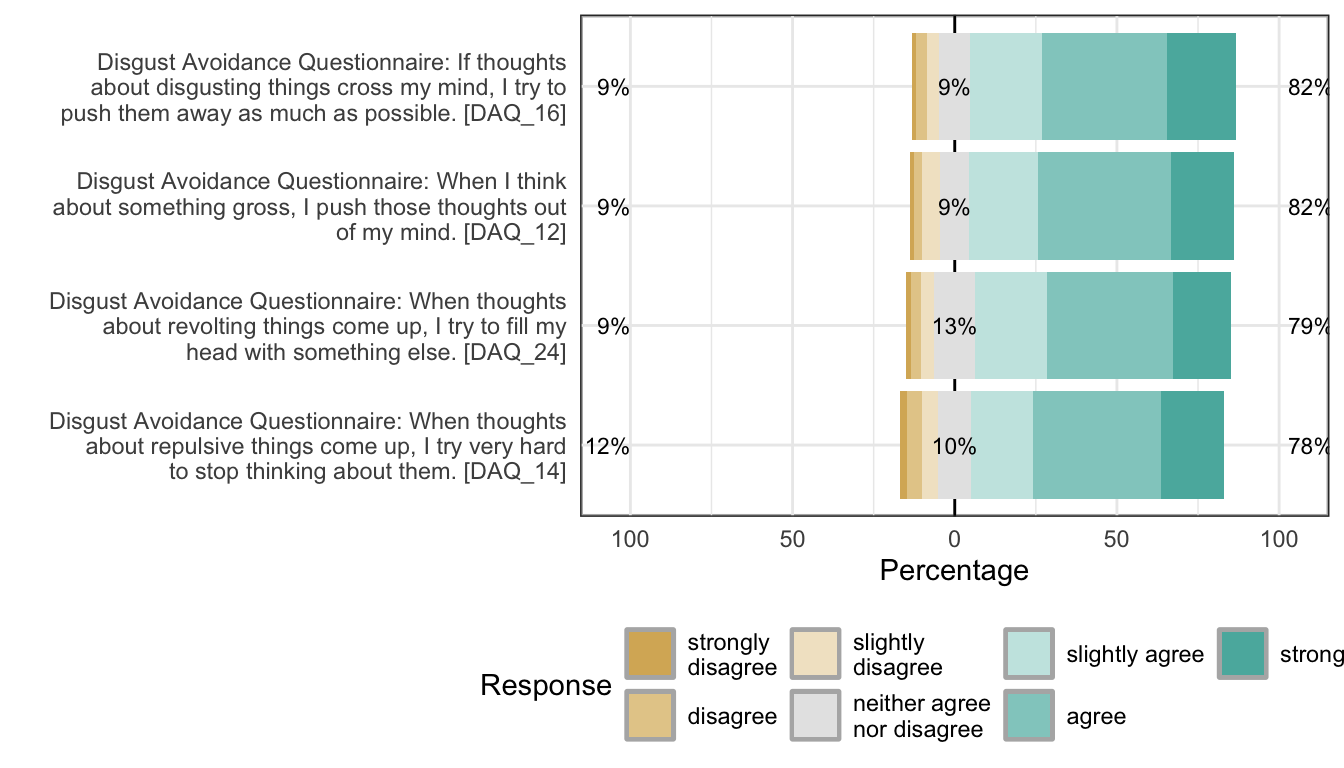 Disgust Avoidance Questionnaire: If thoughts
about disgusting things cross my mind, I try to
push them away as much as possible. [DAQ_16]
9%
9%
82%
Disgust Avoidance Questionnaire: When I think
about something gross, I push those thoughts out
of my mind. [DAQ_12]
9%
9%
82%
Disgust Avoidance Questionnaire: When thoughts
about revolting things come up, I try to fill my
head with something else. [DAQ_24]
9%
13%
79%
Disgust Avoidance Questionnaire: When thoughts
about repulsive things come up, I try very hard
to stop thinking about them. [DAQ_14]
12%
10%
78%
100 50 0 50 100
Percentage
Response
strongly
disagree
disagree
slightly
disagree
neither agree
nor disagree
slightly agree
agree
strong